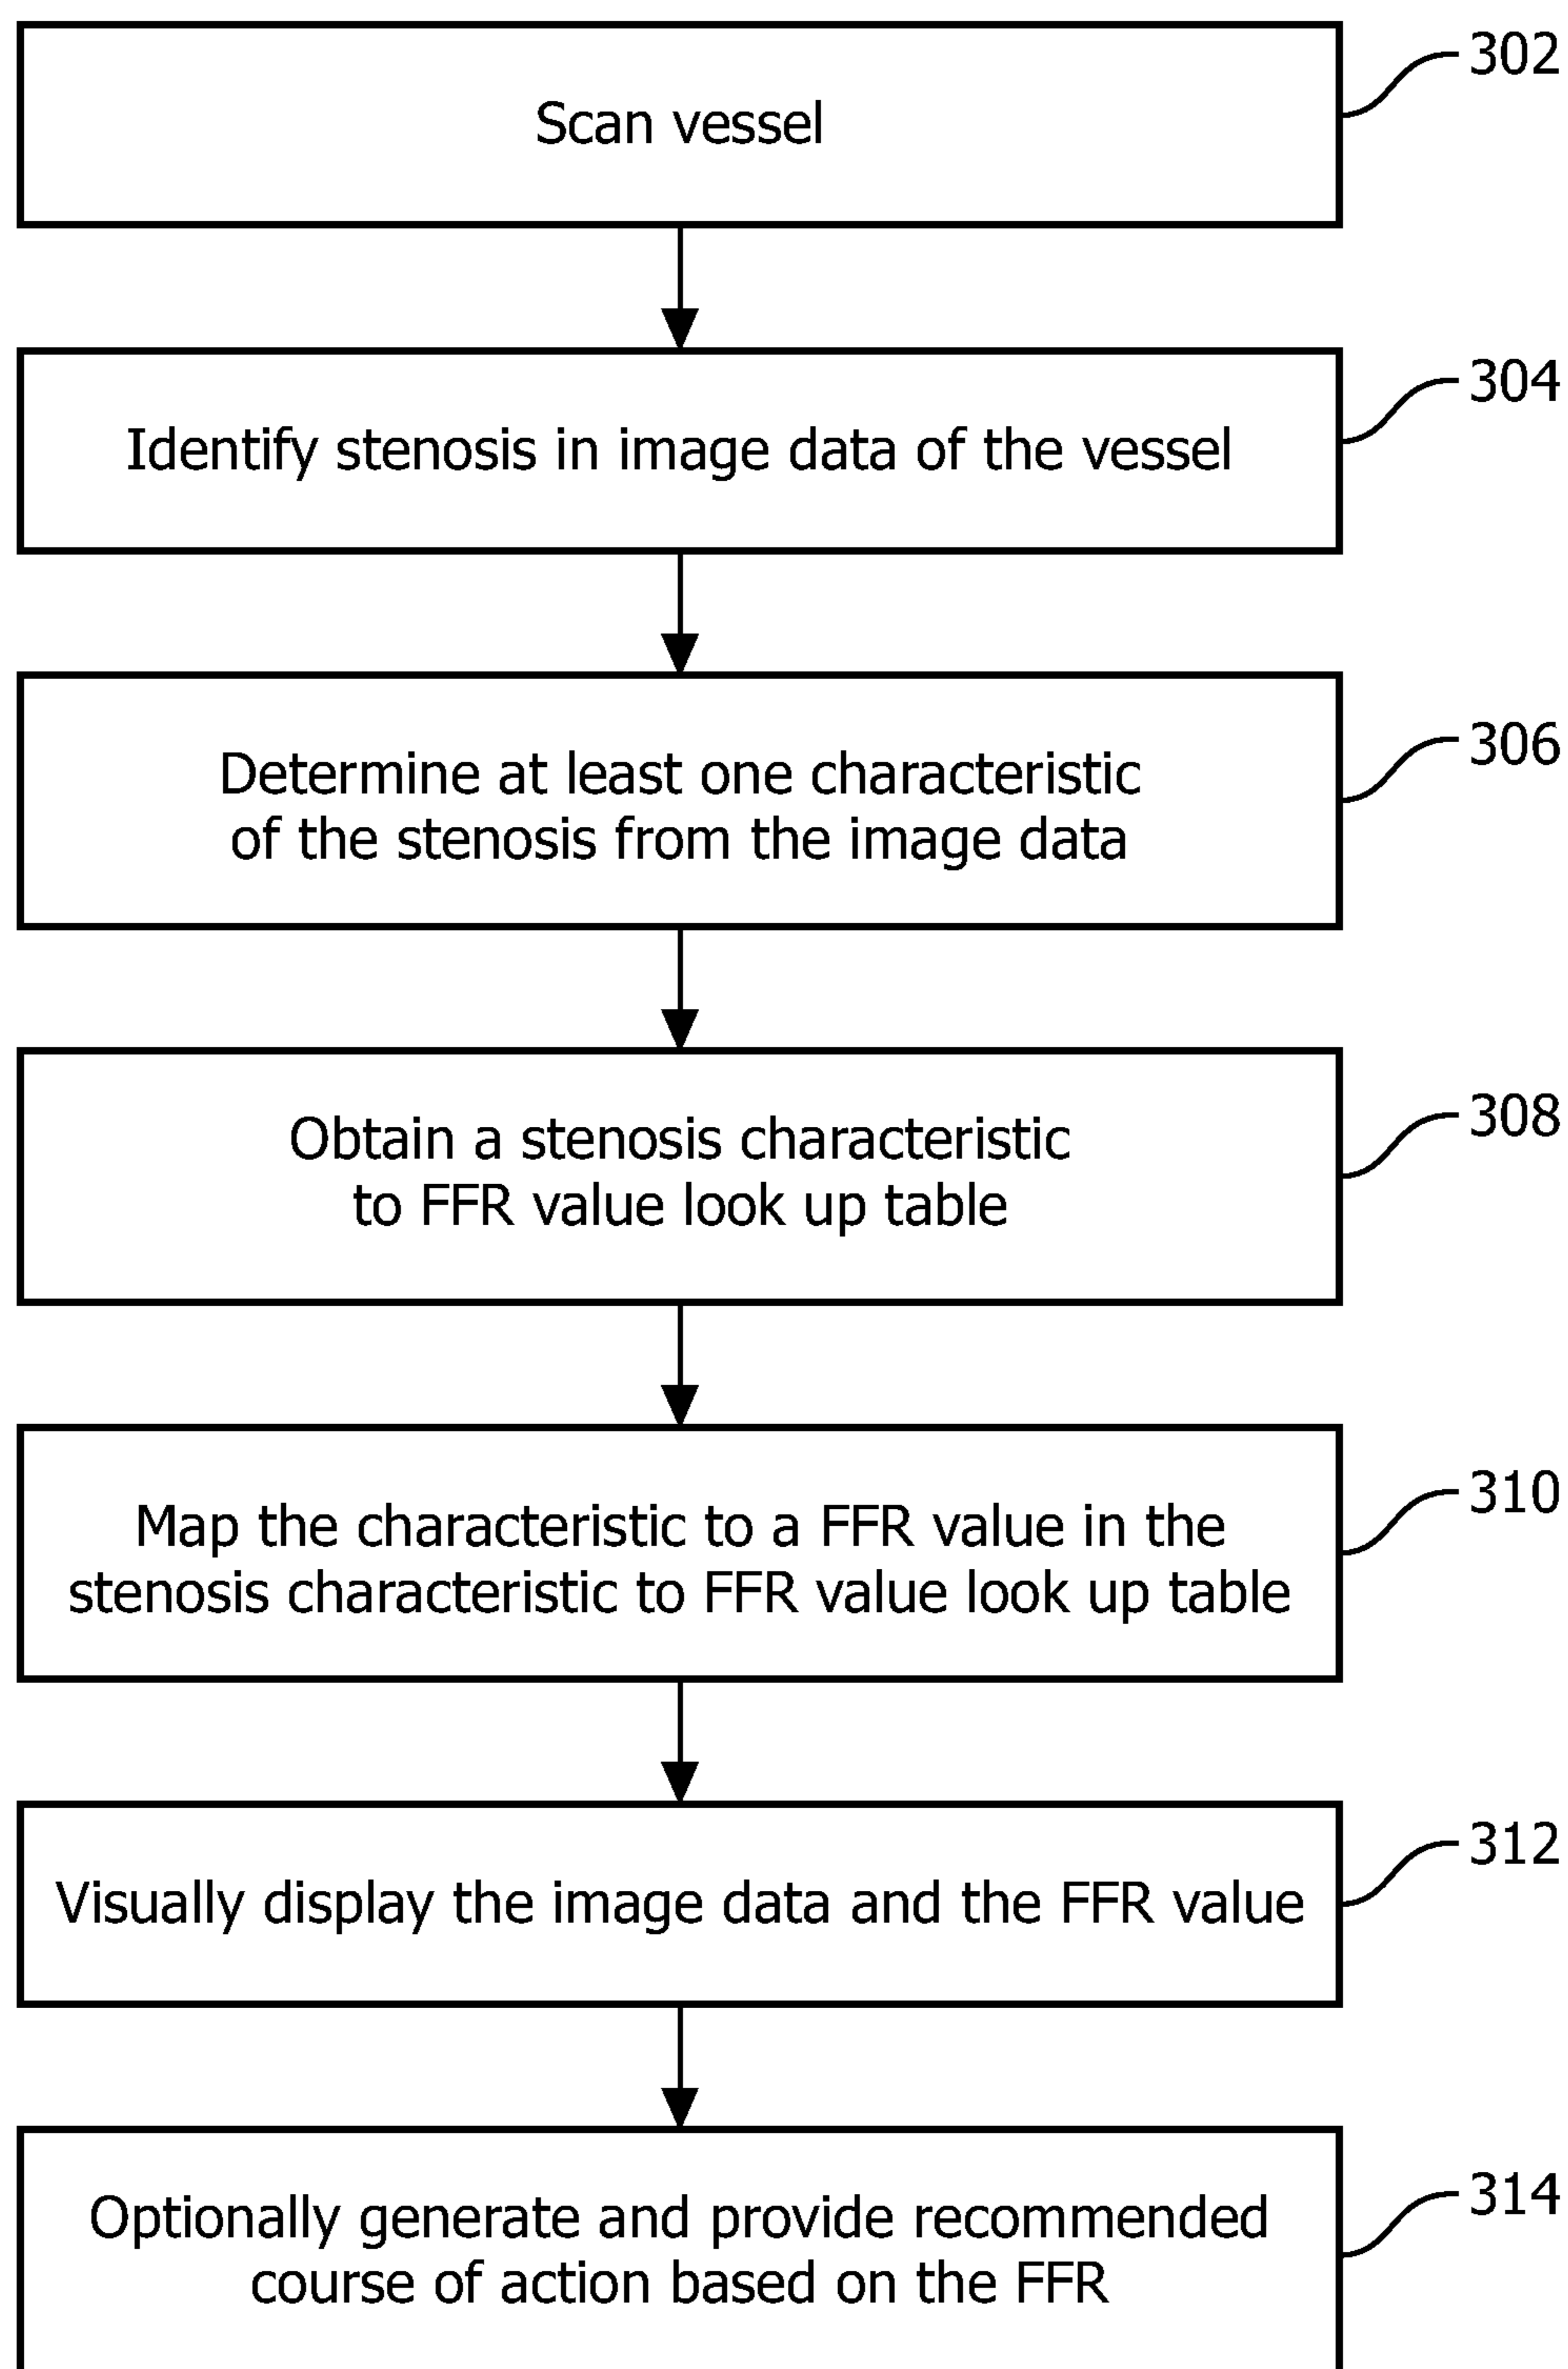 Scan vessel
302
Identify stenosis in image data of the vessel
304
Determine at least one characteristic
of the stenosis from the image data
306
Obtain a stenosis characteristic
to FFR value look up table
308
Map the characteristic to a FFR value in the
stenosis characteristic to FFR value look up table
310
Visually display the image data and the FFR value
312
Optionally generate and provide recommended
course of action based on the FFR
314